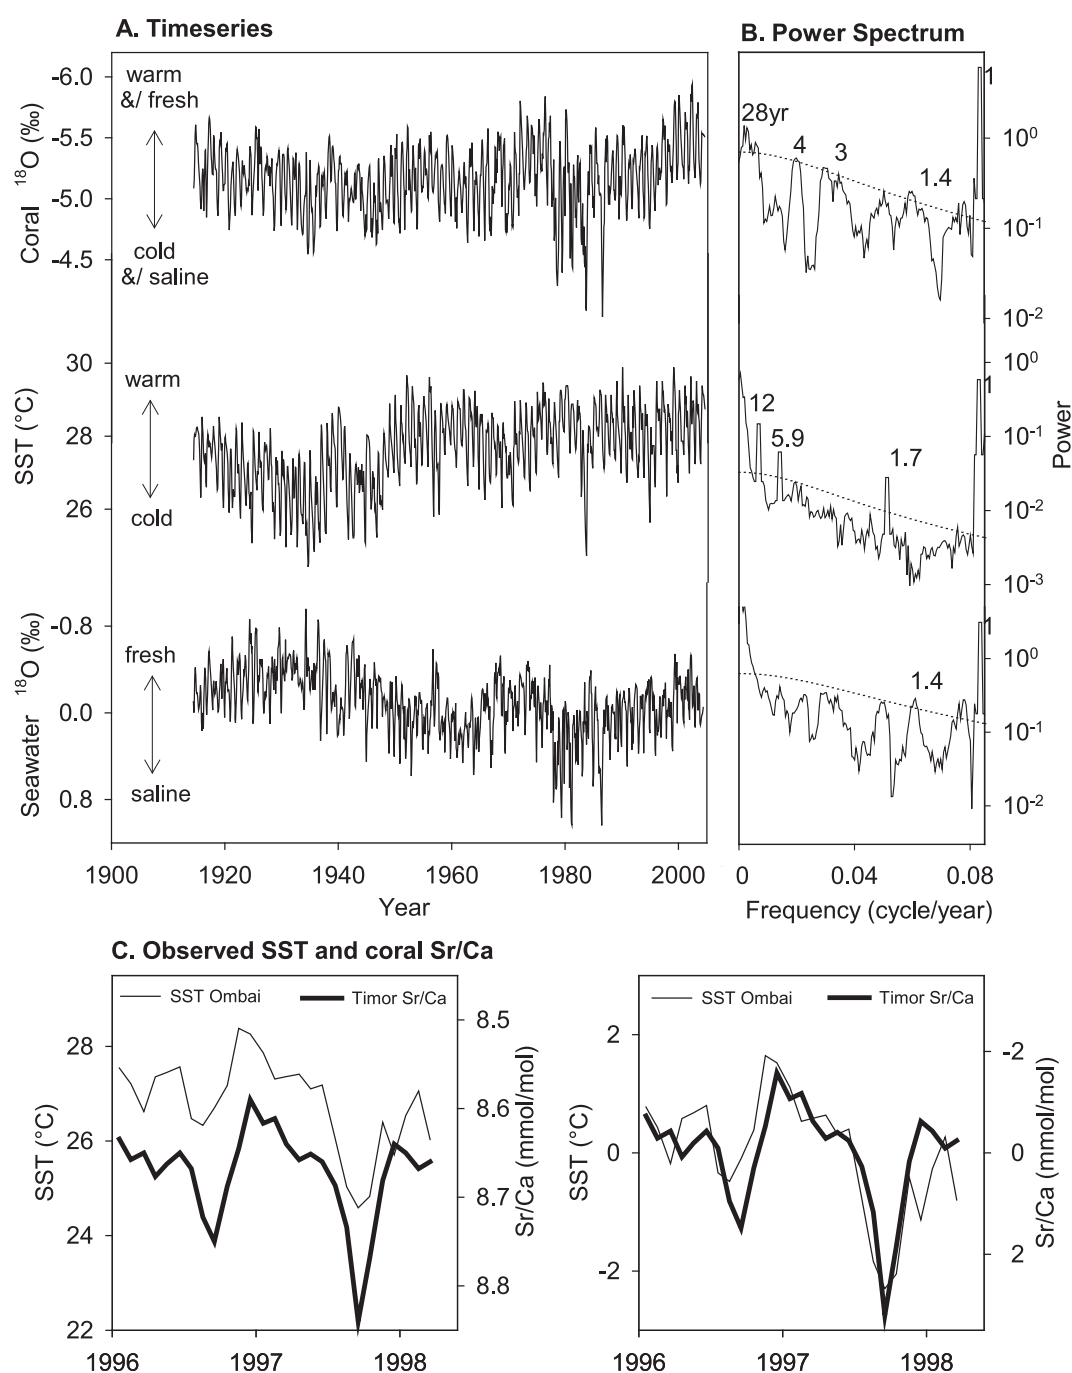 A. Timeseries
B. Power Spectrum
Coral ¹⁸O (‰)
-6.0
-5.5
-5.0
-4.5
warm
&/ fresh
cold
&/ saline
28yr
4
3
1.4
1
10⁰
10⁻¹
10⁻²
SST (°C)
30
28
26
warm
cold
12
5.9
1.7
1
10⁰
10⁻¹
10⁻²
10⁻³
Power
Seawater ¹⁸O (‰)
-0.8
0.0
0.8
fresh
saline
1.4
1
10⁰
10⁻¹
10⁻²
1900 1920 1940 1960 1980 2000
Year
0 0.04 0.08
Frequency (cycle/year)
C. Observed SST and coral Sr/Ca
SST Ombai Timor Sr/Ca
SST (°C)
28
26
24
22
8.5
8.6
8.7
8.8
Sr/Ca (mmol/mol)
1996 1997 1998
SST Ombai Timor Sr/Ca
SST (°C)
2
0
-2
-2
0
2
Sr/Ca (mmol/mol)
1996 1997 1998